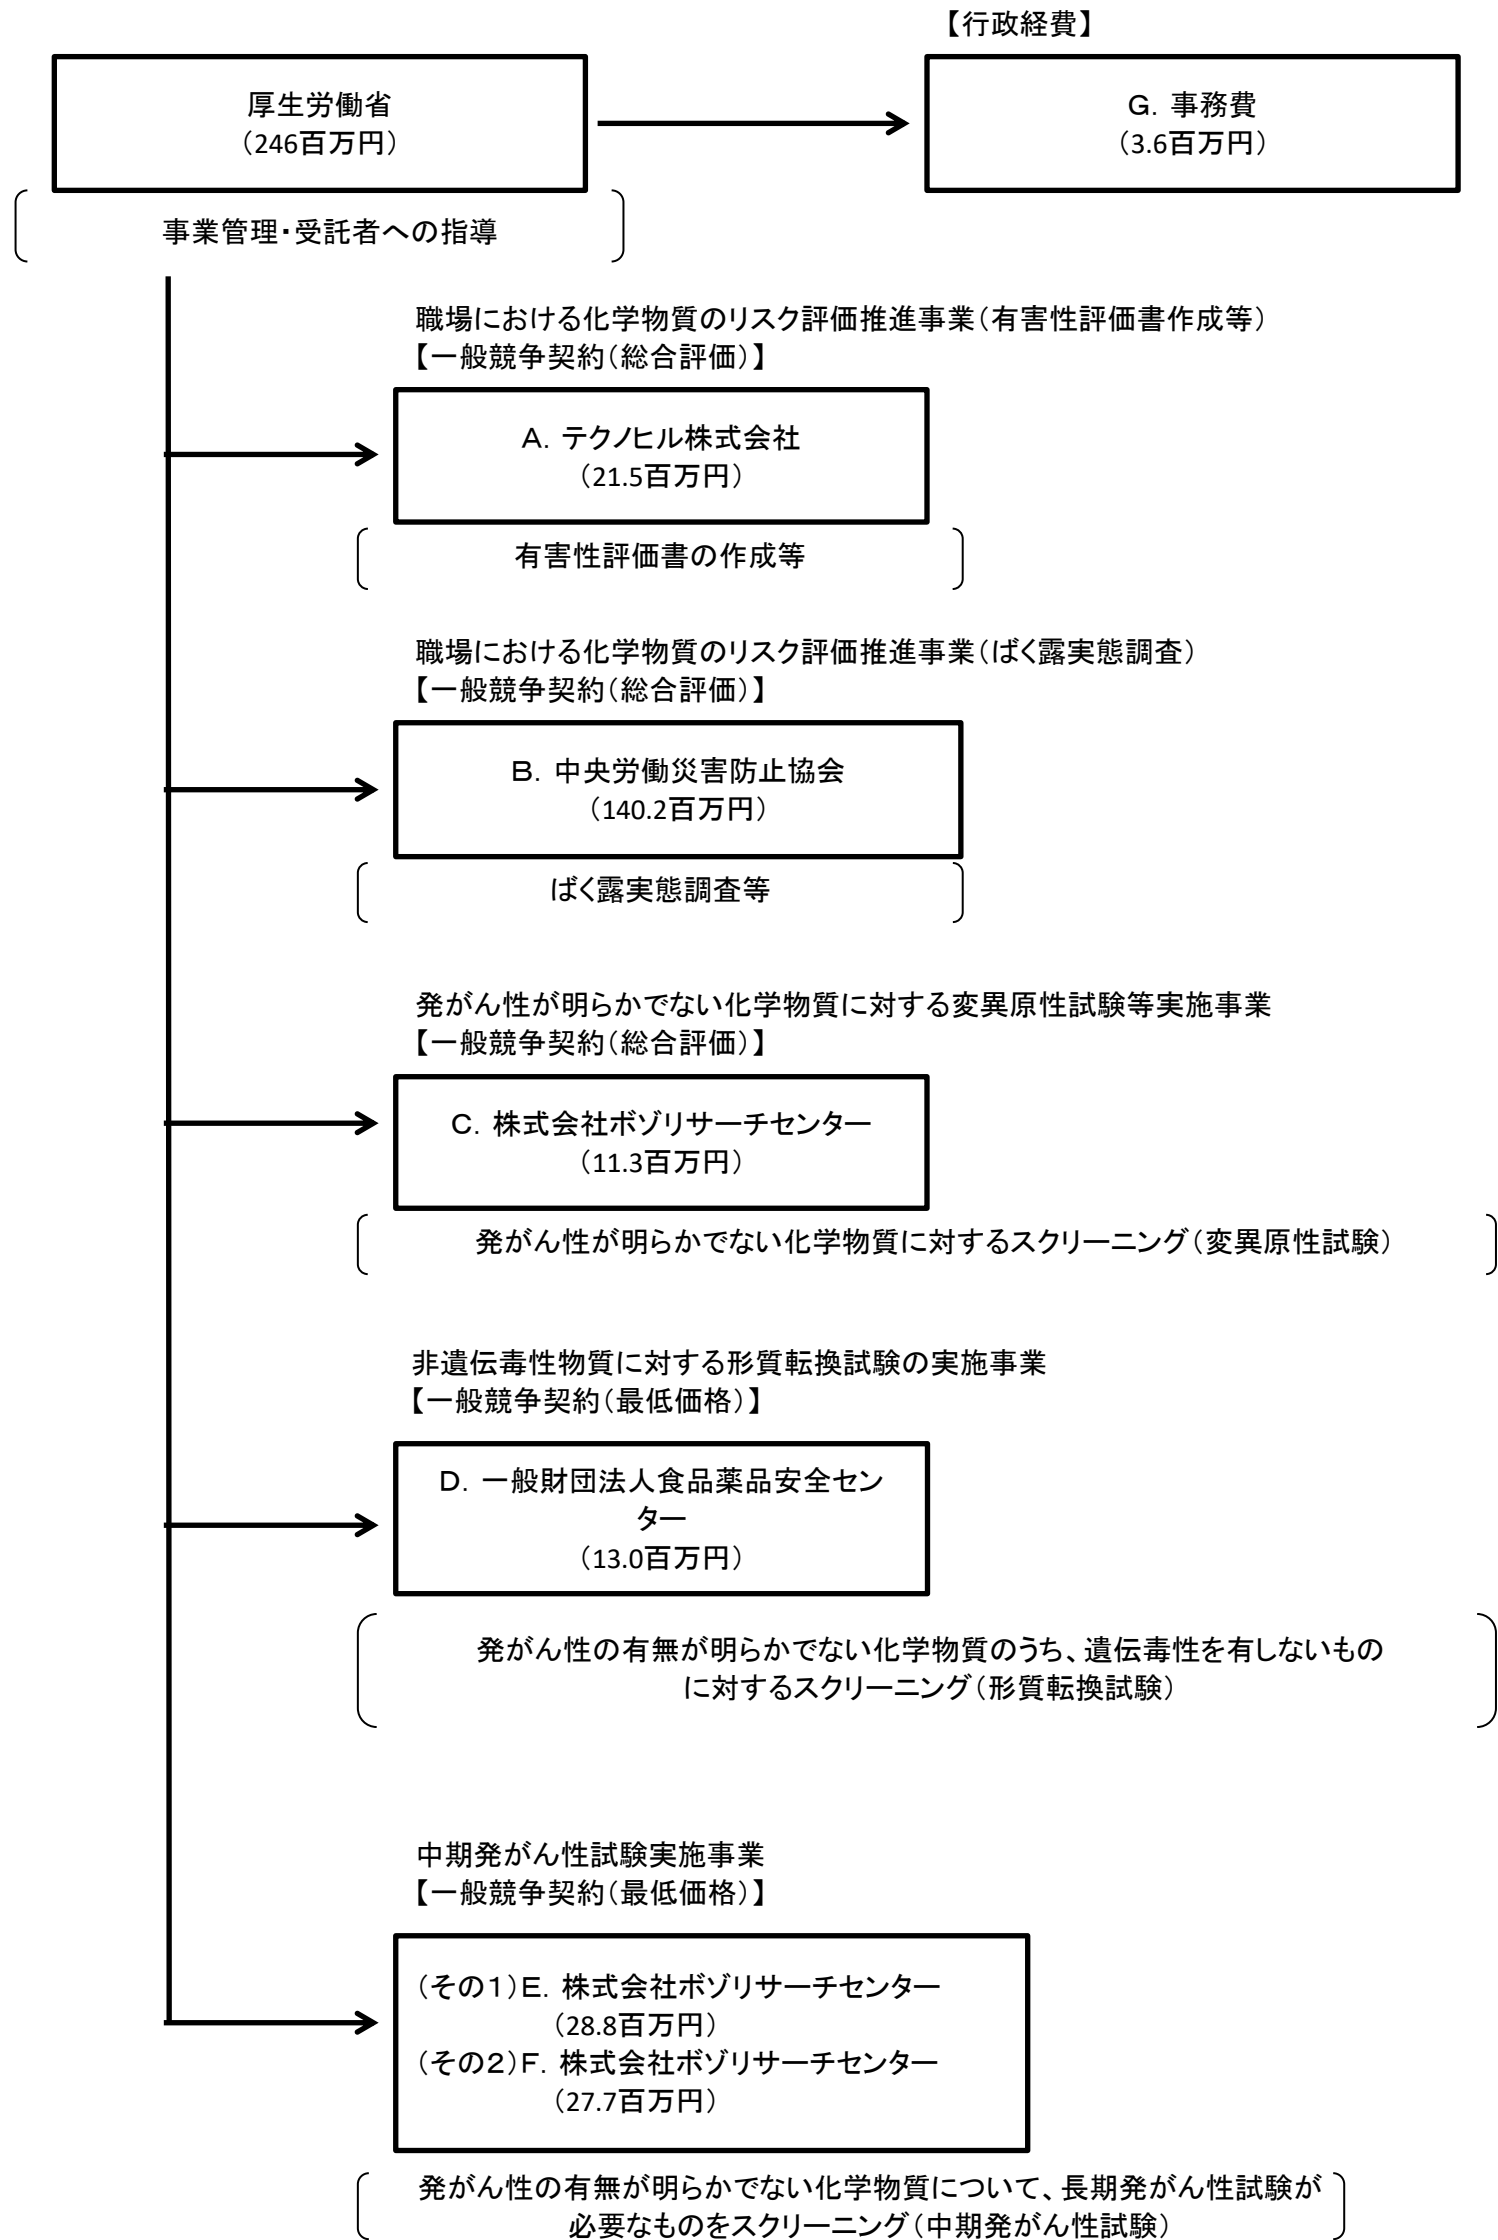 【行政経費】
厚生労働省
（246百万円）
G．事務費
（3.6百万円）
事業管理・受託者への指導
職場における化学物質のリスク評価推進事業（有害性評価書作成等）
【一般競争契約（総合評価）】
A．テクノヒル株式会社
（21.5百万円）
有害性評価書の作成等
職場における化学物質のリスク評価推進事業（ばく露実態調査）
【一般競争契約（総合評価）】
B．中央労働災害防止協会
（140.2百万円）
ばく露実態調査等
発がん性が明らかでない化学物質に対する変異原性試験等実施事業
【一般競争契約（総合評価）】
C．株式会社ボゾリサーチセンター
（11.3百万円）
発がん性が明らかでない化学物質に対するスクリーニング（変異原性試験）
非遺伝毒性物質に対する形質転換試験の実施事業
【一般競争契約（最低価格）】
D．一般財団法人食品薬品安全セン
ター
（13.0百万円）
発がん性の有無が明らかでない化学物質のうち、遺伝毒性を有しないもの
に対するスクリーニング（形質転換試験）
中期発がん性試験実施事業
【一般競争契約（最低価格）】
（その１）E．株式会社ボゾリサーチセンター
（28.8百万円）
（その２）F．株式会社ボゾリサーチセンター
（27.7百万円）
発がん性の有無が明らかでない化学物質について、長期発がん性試験が
必要なものをスクリーニング（中期発がん性試験）